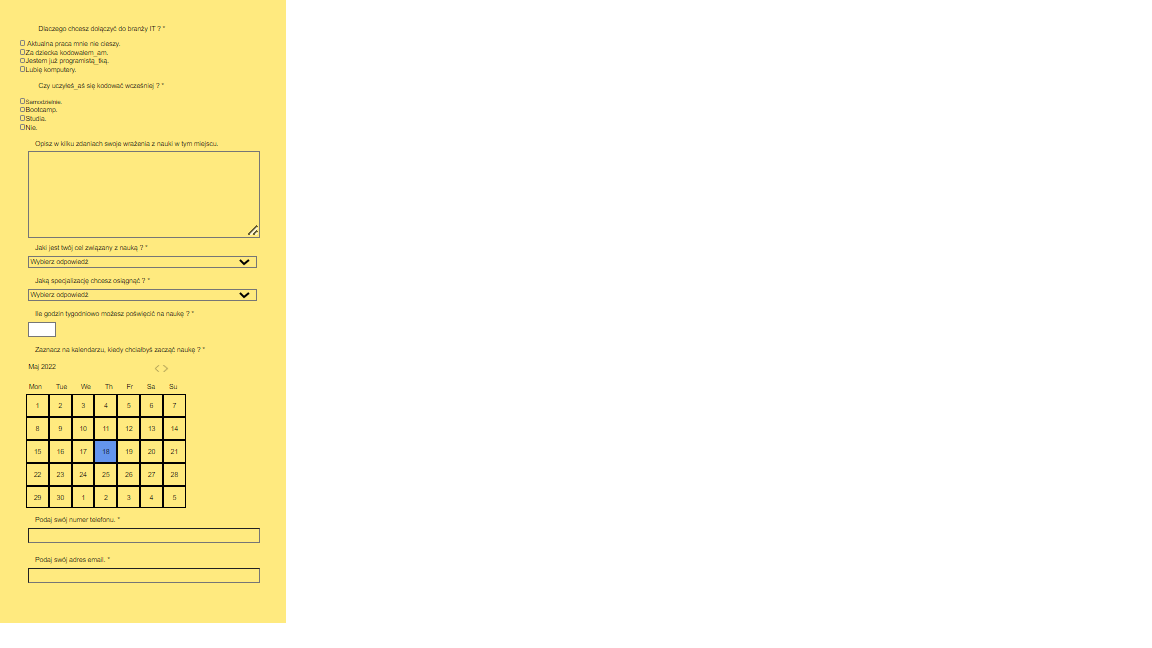 Dlaczego chcesz dołączyć do branży IT ? *
Aktualna praca mnie nie cieszy.
Za dziecka kodowałem_am.
Jestem już programistą_tką.
Lubię komputery.
Czy uczyłeś_aś się kodować wcześniej ? *
Samodzielnie.
Bootcamp.
Studia.
Nie.
Opisz w kilku zdaniach swoje wrażenia z nauki w tym miejscu.
Jaki jest twój cel związany z nauką ? *
Wybierz odpowiedź
Jaką specjalizację chcesz osiągnąć ? *
Wybierz odpowiedź
Ile godzin tygodniowo możesz poświęcić na naukę ? *
Zaznacz na kalendarzu, kiedy chciałbyś zacząć naukę ? *
Maj 2022
Mon Tue We Th Fr Sa Su
1 2 3 4 5 6 7
8 9 10 11 12 13 14
15 16 17 18 19 20 21
22 23 24 25 26 27 28
29 30 1 2 3 4 5
Podaj swój numer telefonu. *
Podaj swój adres email. *